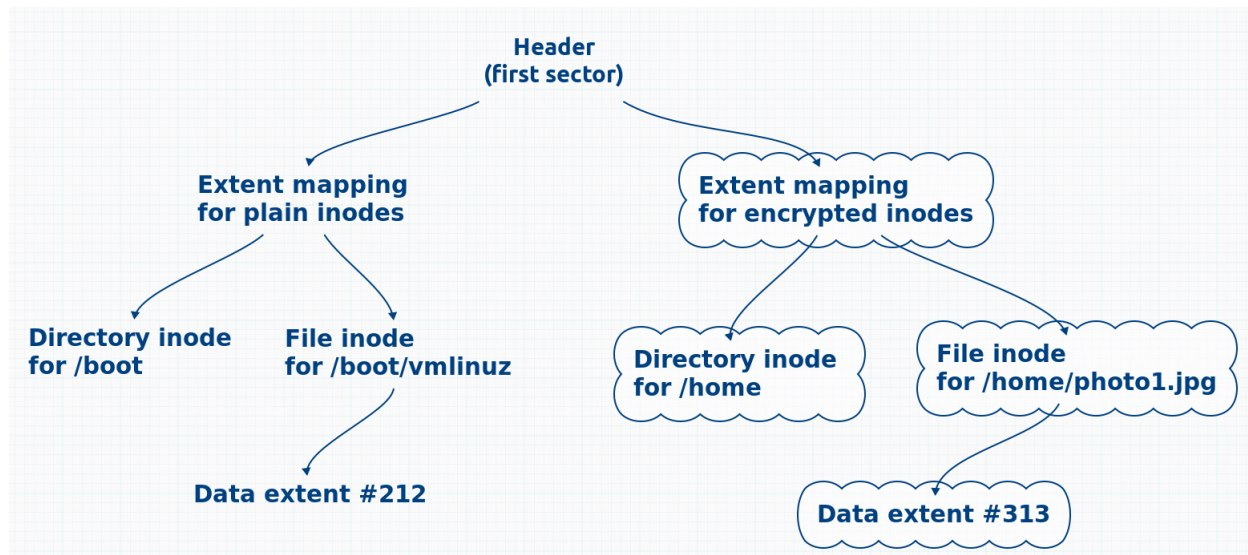 Header
(first sector)
Extent mapping
for plain inodes
Extent mapping
for encrypted inodes
Directory inode
for /boot
File inode
for /boot/vmlinuz
Directory inode
for /home
File inode
for /home/photo1.jpg
Data extent #212
Data extent #313